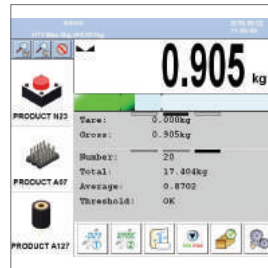 0.905 kg
PRODUCT N23
Tare: 0.000kg
Gross: 0.905kg
Number: 20
PRODUCT A97
Total: 17.404kg
Average: 0.8702
Threshold: OK
PRODUCT A127